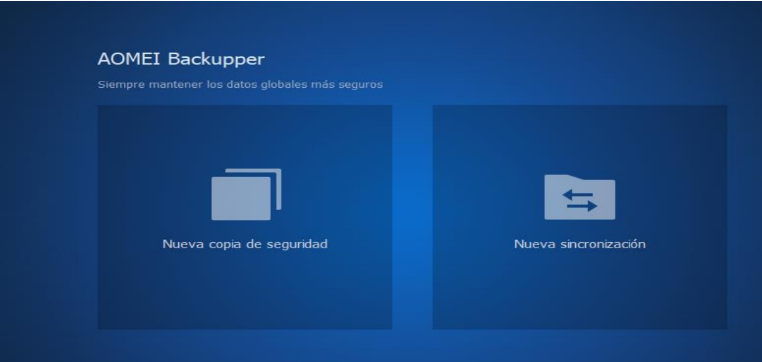 AOMEI Backupper
Siempre mantener los datos globales más seguros
Nueva copia de seguridad
Nueva sincronización